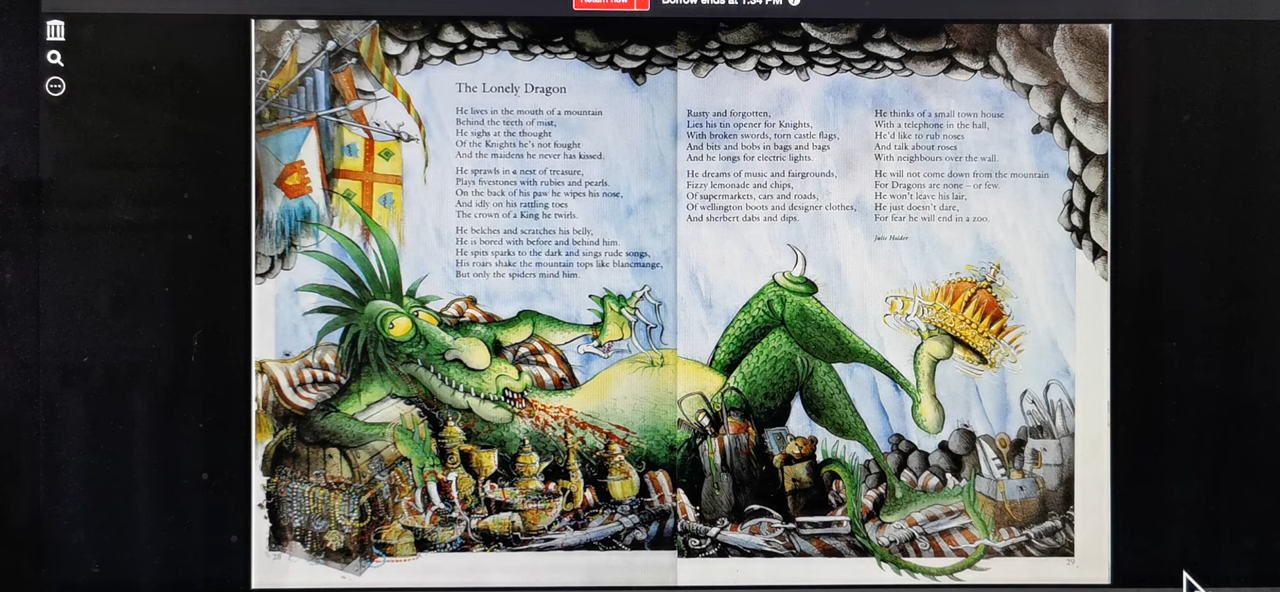 Return now
Borrow ends at 1:34 PM
The Lonely Dragon
He lives in the mouth of a mountain
Behind the teeth of mist,
He sighs at the thought
Of the Knights he's not fought
And the maidens he never has kissed.
He sprawls in a nest of treasure,
Plays fivestones with rubies and pearls.
On the back of his paw he wipes his nose,
And idly on his rattling toes
The crown of a King he twirls.
He belches and scratches his belly,
He is bored with before and behind him.
He spits sparks to the dark and sings rude songs,
His roars shake the mountain tops like blancmange,
But only the spiders mind him.
Rusty and forgotten,
Lies his tin opener for Knights,
With broken swords, torn castle flags,
And bits and bobs in bags and bags
And he longs for electric lights.
He dreams of music and fairgrounds,
Fizzy lemonade and chips,
Of supermarkets, cars and roads,
Of wellington boots and designer clothes,
And sherbert dabs and dips.
He thinks of a small town house
With a telephone in the hall,
He'd like to rub noses
And talk about roses
With neighbours over the wall.
He will not come down from the mountain
For Dragons are none – or few.
He won't leave his lair,
He just doesn't dare,
For fear he will end in a zoo.
Julie Holder
28
29